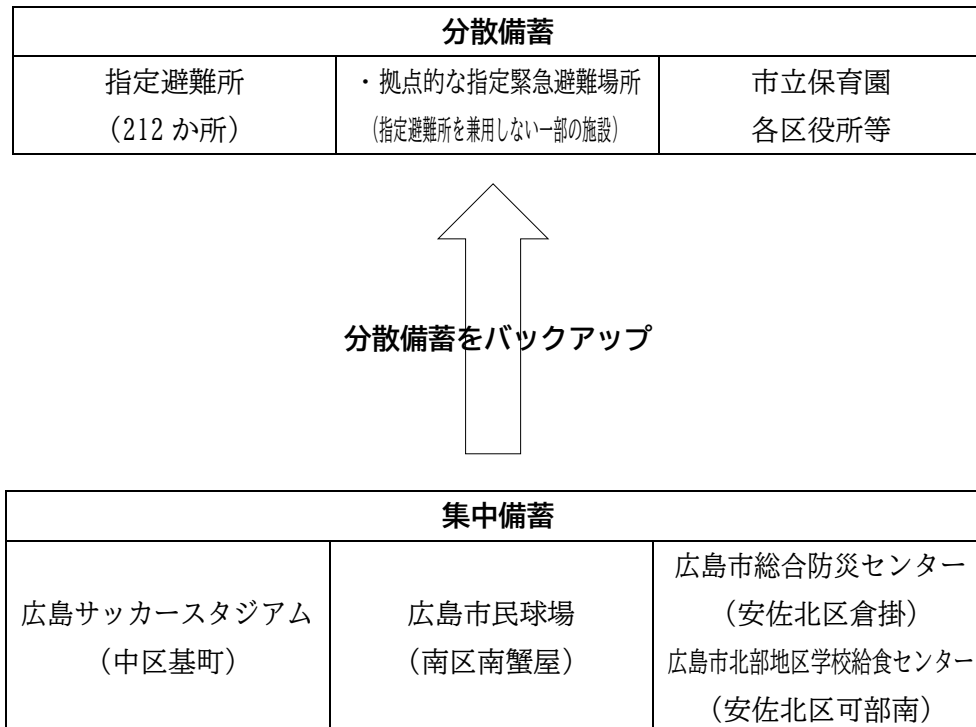 分散備蓄
指定避難所
（212 か所）
・拠点的な指定緊急避難場所
（指定避難所を兼用しない一部の施設）
市立保育園
各区役所等
分散備蓄をバックアップ
集中備蓄
広島サッカースタジアム
（中区基町）
広島市民球場
（南区南蟹屋）
広島市総合防災センター
（安佐北区倉掛）
広島市北部地区学校給食センター
（安佐北区可部南）